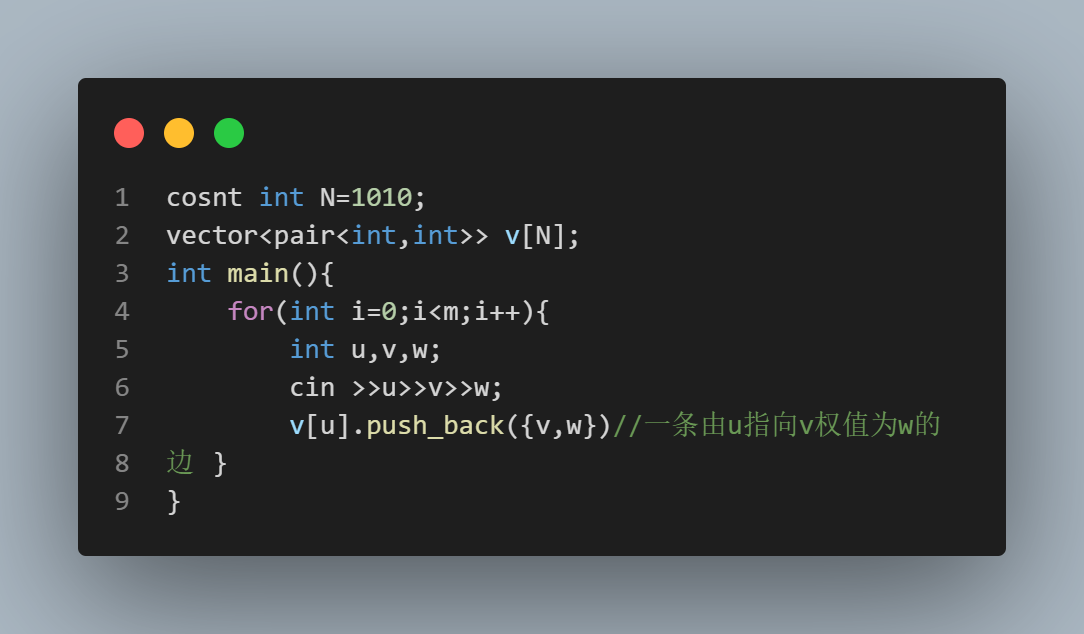 1 cosnt int N=1010;
2 vector<pair<int,int>> v[N];
3 int main(){
4     for(int i=0;i<m;i++){
5         int u,v,w;
6         cin >>u>>v>>w;
7         v[u].push_back({v,w})//一条由u指向v权值为w的
8 边 }
9 }